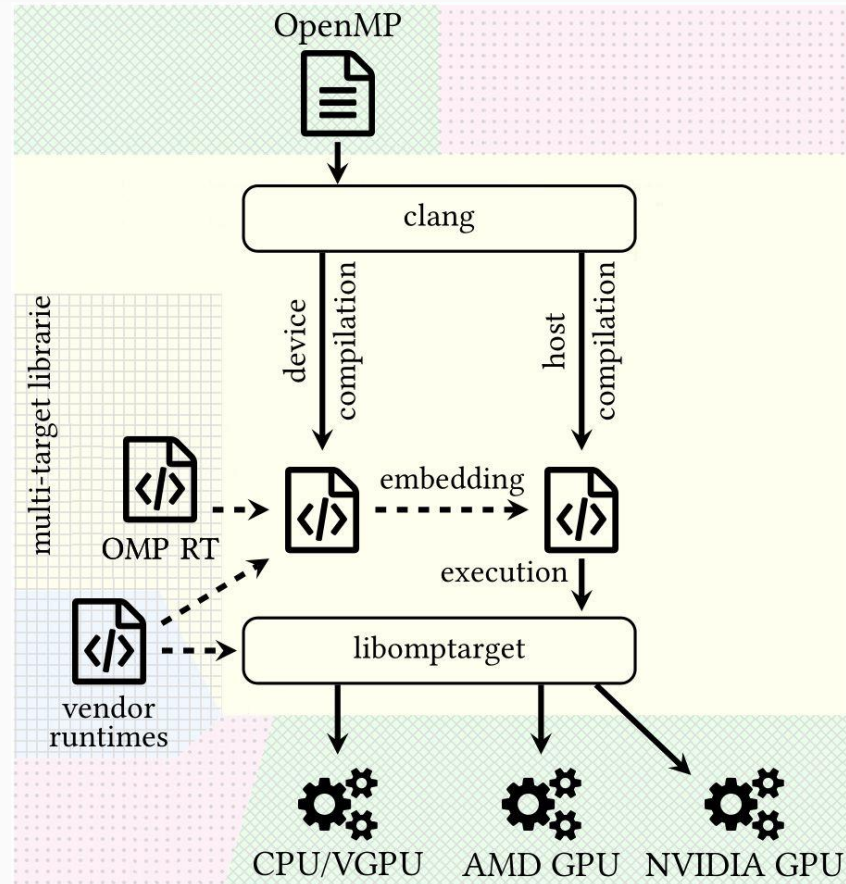 OpenMP
clang
device
compilation
host
compilation
multi-target librarie
embedding
OMP RT
execution
libomptarget
vendor
runtimes
CPU/VGPU
AMD GPU
NVIDIA GPU